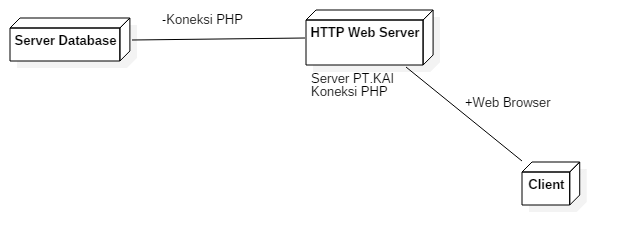 -Koneksi PHP
Server Database
HTTP Web Server
Server PT.KAI
Koneksi PHP
+Web Browser
Client